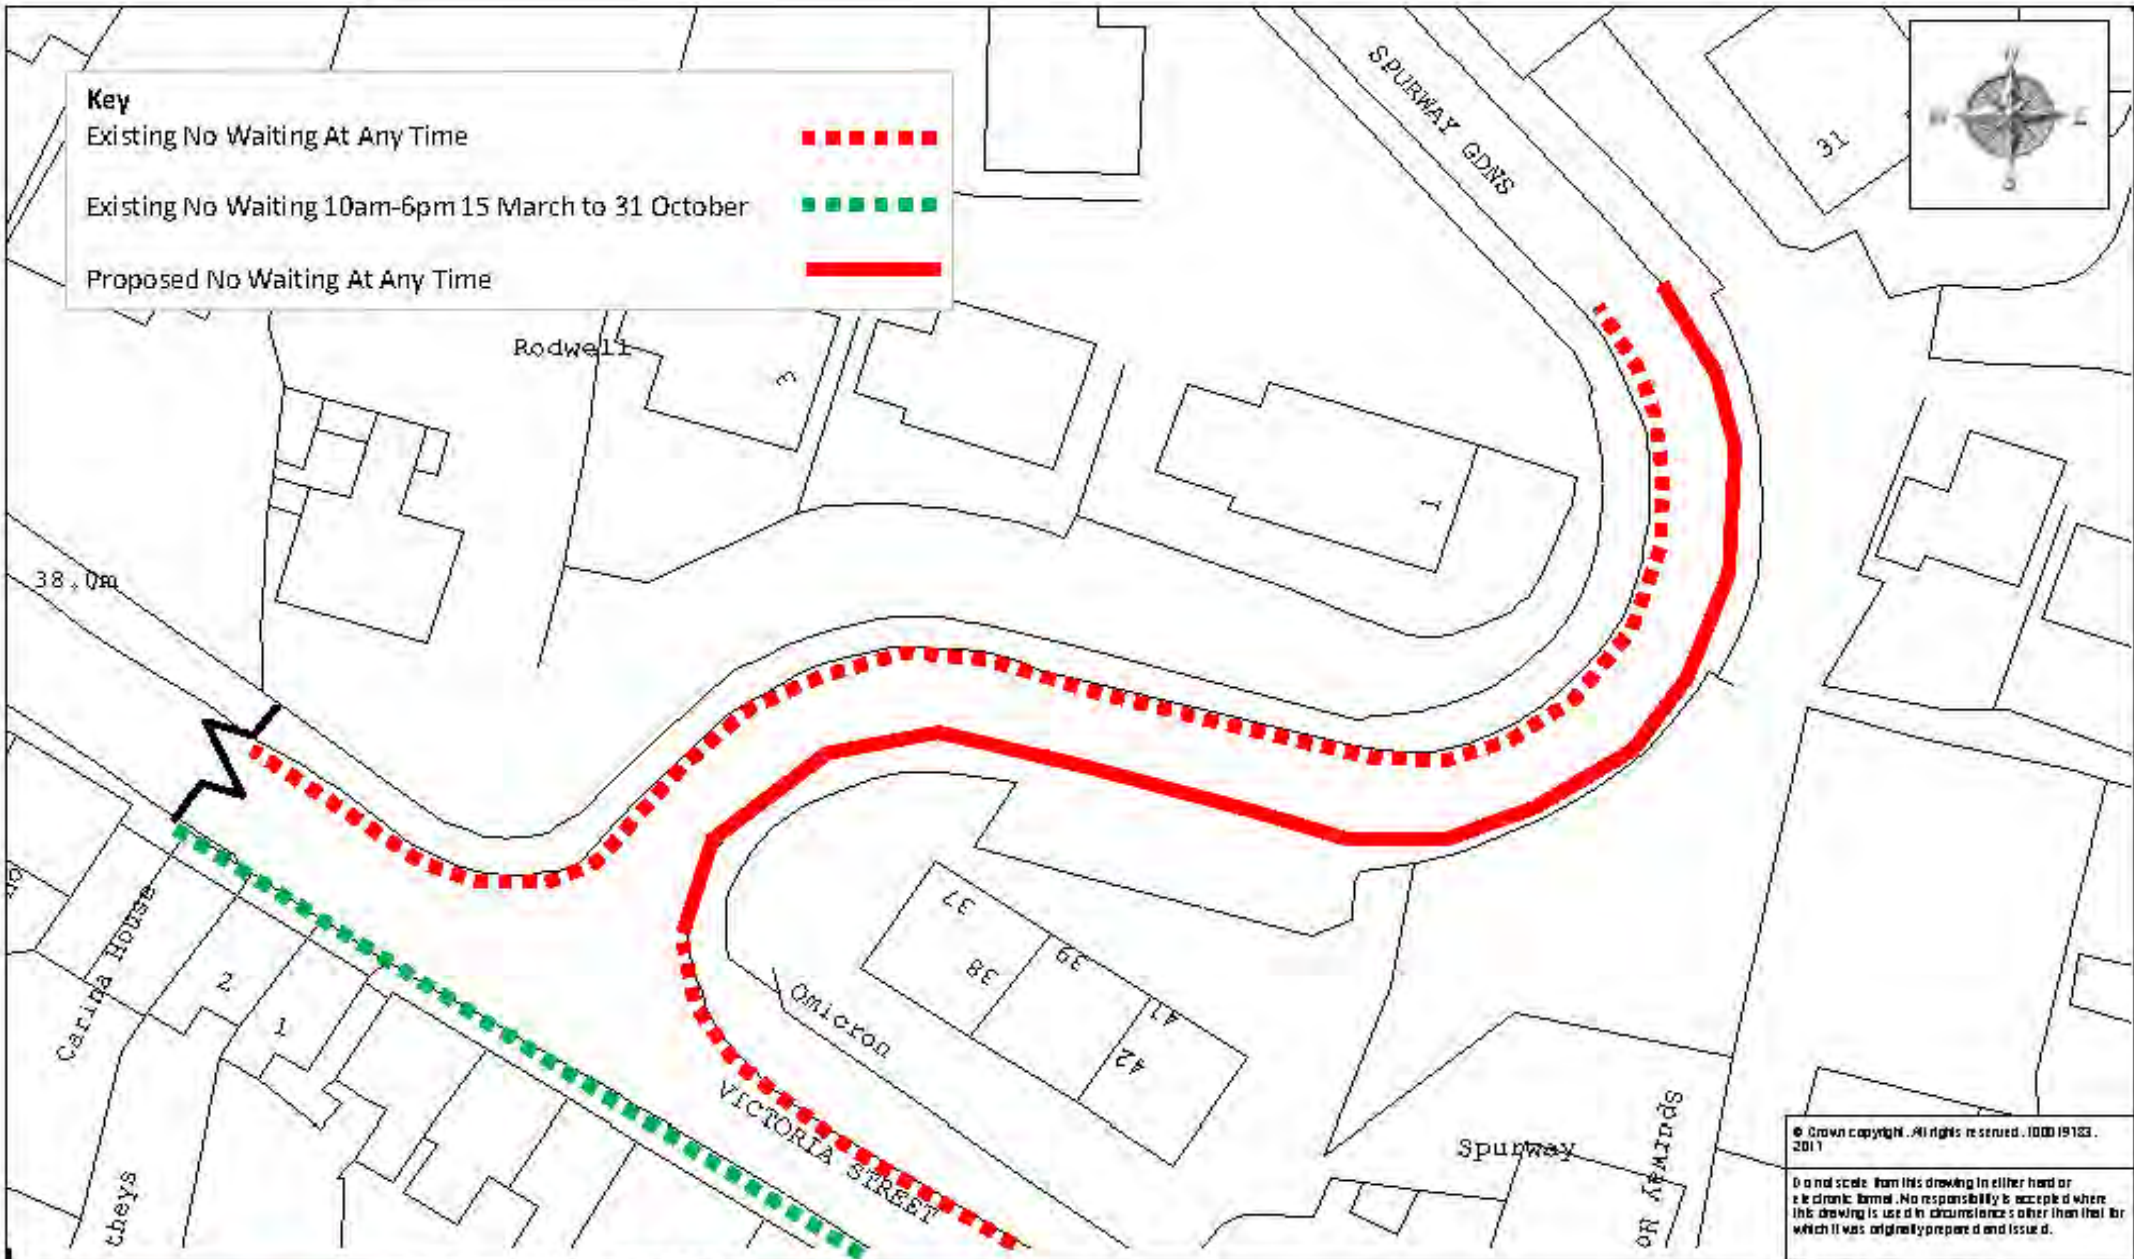 Key
Existing No Waiting At Any Time
Existing No Waiting 10am-6pm 15 March to 31 October
Proposed No Waiting At Any Time
SPURWAY GDNS
31
N
W
E
S
Rodwell
3
1
38.0m
Carina House
2
1
theys
37
38
39
41
42
Omicron
VICTORIA STREET
Spurway
Spurway No
© Crown copyright. All rights reserved. 100019783.
2017
Do not scale from this drawing in either hard or
electronic format. No responsibility is accepted where
this drawing is used in circumstances other than that for
which it was originally prepared and issued.